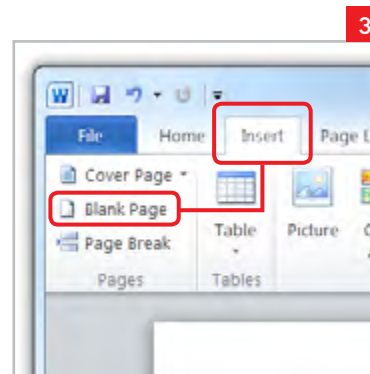 3
W
File Home Insert Page L
Cover Page
Blank Page
Page Break
Table
Picture
Pages
Tables